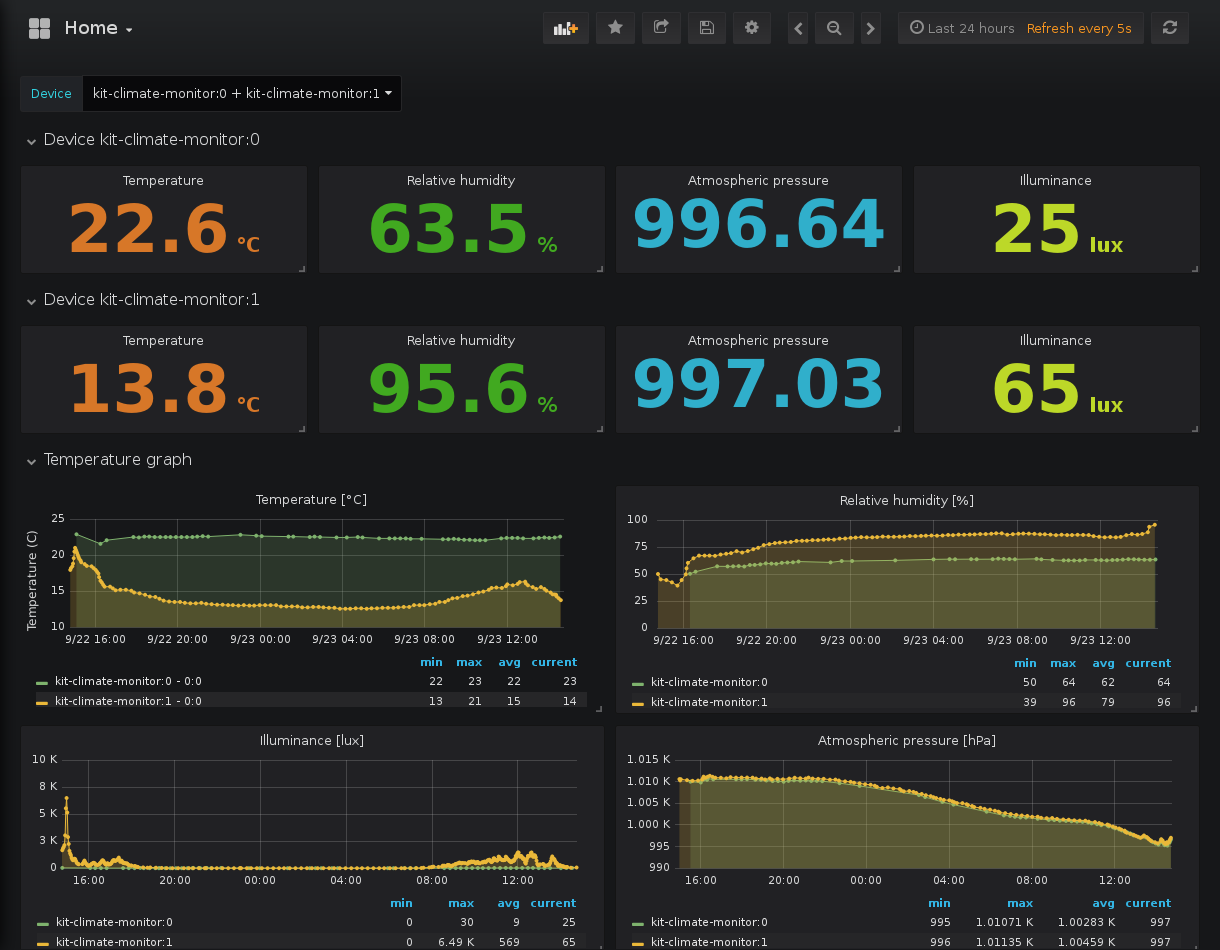 Home
Last 24 hours Refresh every 5s
Device kit-climate-monitor:0 + kit-climate-monitor:1
Device kit-climate-monitor:0
Temperature Relative humidity Atmospheric pressure Illuminance
22.6 °C 63.5 % 996.64 25 lux
Device kit-climate-monitor:1
Temperature Relative humidity Atmospheric pressure Illuminance
13.8 °C 95.6 % 997.03 65 lux
Temperature graph
Temperature [°C]
Temperature (C)
25
20
15
10
9/22 16:00 9/22 20:00 9/23 00:00 9/23 04:00 9/23 08:00 9/23 12:00
min max avg current
kit-climate-monitor:0 - 0:0 22 23 22 23
kit-climate-monitor:1 - 0:0 13 21 15 14
Relative humidity [%]
100
75
50
25
0
9/22 16:00 9/22 20:00 9/23 00:00 9/23 04:00 9/23 08:00 9/23 12:00
min max avg current
kit-climate-monitor:0 50 64 62 64
kit-climate-monitor:1 39 96 79 96
Illuminance [lux]
10 K
8 K
5 K
3 K
0
16:00 20:00 00:00 04:00 08:00 12:00
min max avg current
kit-climate-monitor:0 0 30 9 25
kit-climate-monitor:1 0 6.49 K 569 65
Atmospheric pressure [hPa]
1.015 K
1.010 K
1.005 K
1.000 K
995
990
16:00 20:00 00:00 04:00 08:00 12:00
min max avg current
kit-climate-monitor:0 995 1.01071 K 1.00283 K 997
kit-climate-monitor:1 996 1.01135 K 1.00459 K 997